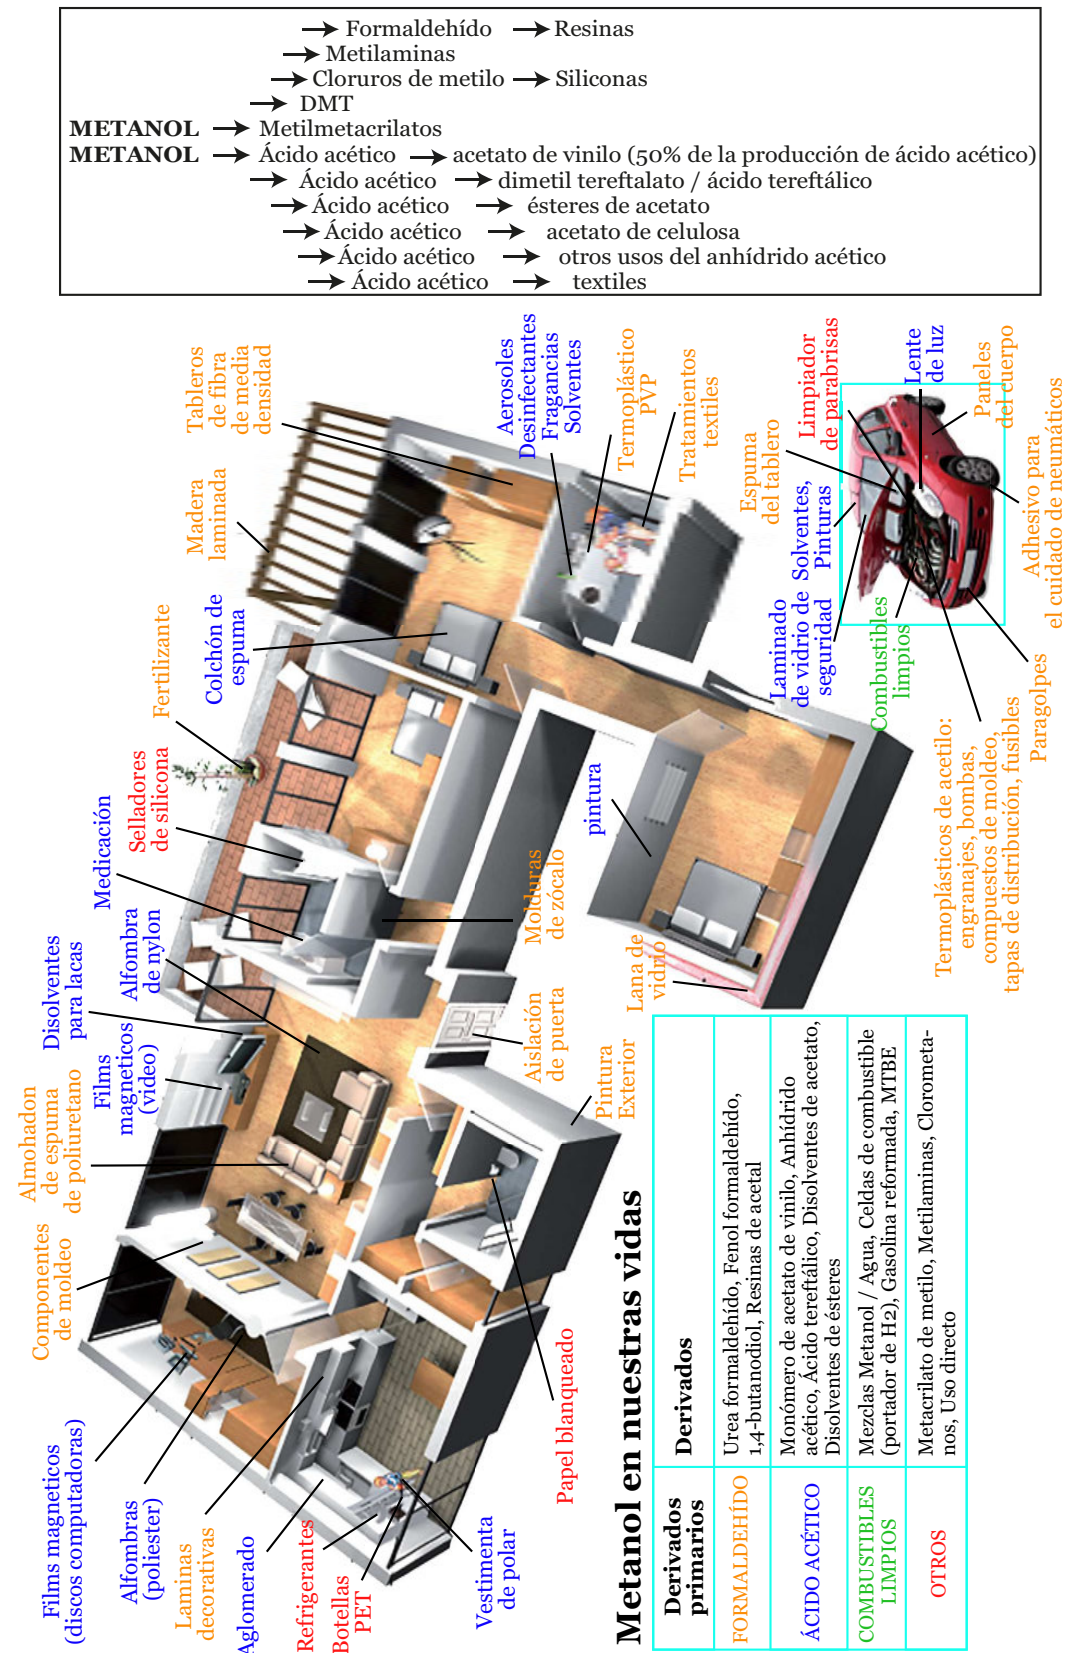 Formaldehído → Resinas
Metilaminas
Cloruros de metilo → Siliconas
DMT
METANOL → Metilmetacrilatos
METANOL → Ácido acético → acetato de vinilo (50% de la producción de ácido acético)
Ácido acético → dimetil tereftalato / ácido tereftálico
Ácido acético → ésteres de acetato
Ácido acético → acetato de celulosa
Ácido acético → otros usos del anhídrido acético
Ácido acético → textiles
Films magneticos
(discos computadoras)
Componentes
de moldeo
Almohadon
de espuma
de poliuretano
Films
magneticos
(video)
Disolventes
para lacas
Alfombra
de nylon
Medicación
Selladores
de silicona
Fertilizante
Colchón de
espuma
Madera
laminada
Tableros
de fibra
de media
densidad
Aerosoles
Desinfectantes
Fragancias
Solventes
Termoplástico
PVP
Tratamientos
textiles
Alfombras
(poliester)
Laminas
decorativas
Aglomerado
Refrigerantes
Botellas
PET
Vestimenta
de polar
Papel blanqueado
Pintura
Exterior
Aislación
de puerta
Molduras
de zócalo
Lana de
vidrio
pintura
Espuma
del tablero
Limpiador
de parabrisas
Lente
de luz
Paneles
del cuerpo
Adhesivo para
el cuidado de neumáticos
Solventes,
Pinturas
Laminado
de vidrio de
seguridad
Combustibles
limpios
Paragolpes
Termoplásticos de acetilo:
engranajes, bombas,
compuestos de moldeo,
tapas de distribución, fusibles
Metanol en nuestras vidas
Derivados
primarios
Derivados
FORMALDEHÍDO
Urea formaldehído, Fenol formaldehído,
1,4-butanodiol, Resinas de acetal
ÁCIDO ACÉTICO
Monómero de acetato de vinilo, Anhídrido
acético, Ácido tereftálico, Disolventes de acetato,
Disolventes de ésteres
COMBUSTIBLES
LIMPIOS
Mezclas Metanol / Agua, Celdas de combustible
(portador de H2), Gasolina reformada, MTBE
OTROS
Metacrilato de metilo, Metilaminas, Clorometa-
nos, Uso directo